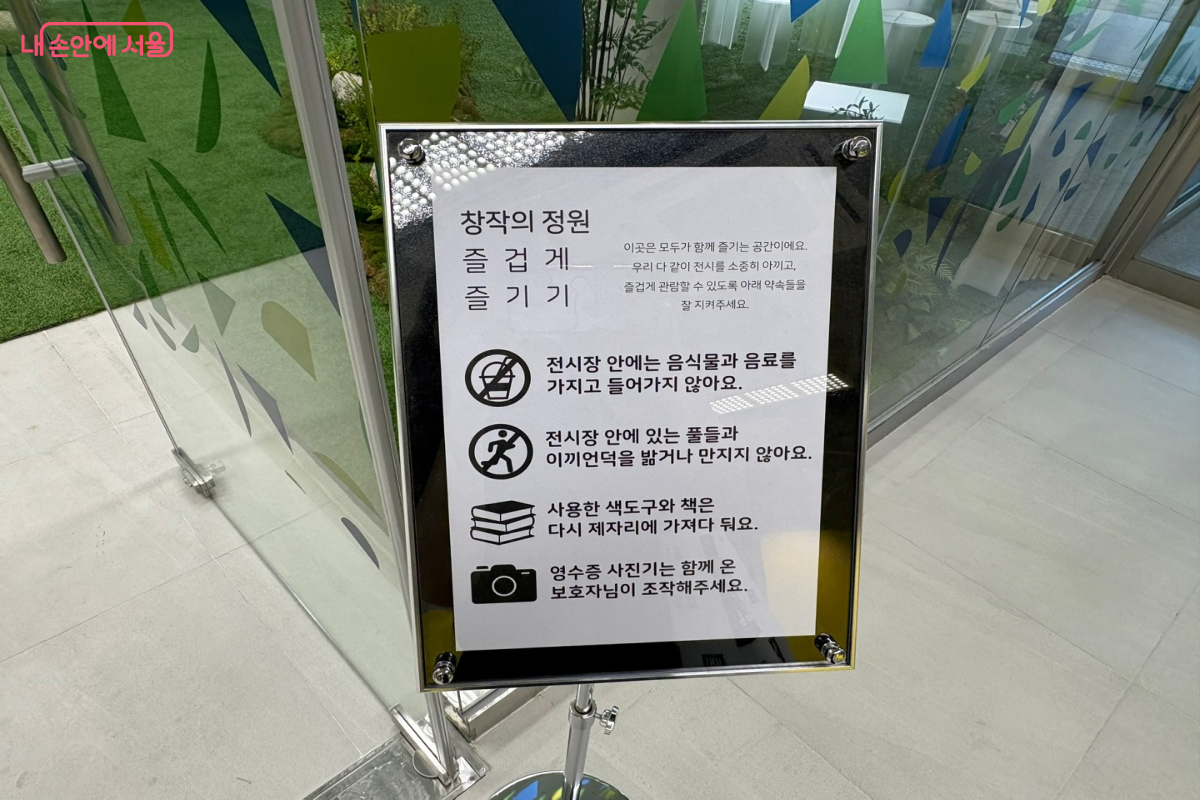 내 손안에 서울
창작의 정원
즐겁게
즐기기
이곳은 모두가 함께 즐기는 공간이에요.
우리 다 같이 전시를 소중히 아끼고,
즐겁게 관람할 수 있도록 아래 약속들을
잘 지켜주세요.
전시장 안에는 음식물과 음료를
가지고 들어가지 않아요.
전시장 안에 있는 풀들과
이끼언덕을 밟거나 만지지 않아요.
사용한 색도구와 책은
다시 제자리에 가져다 둬요.
영수증 사진기는 함께 온
보호자님이 조작해주세요.